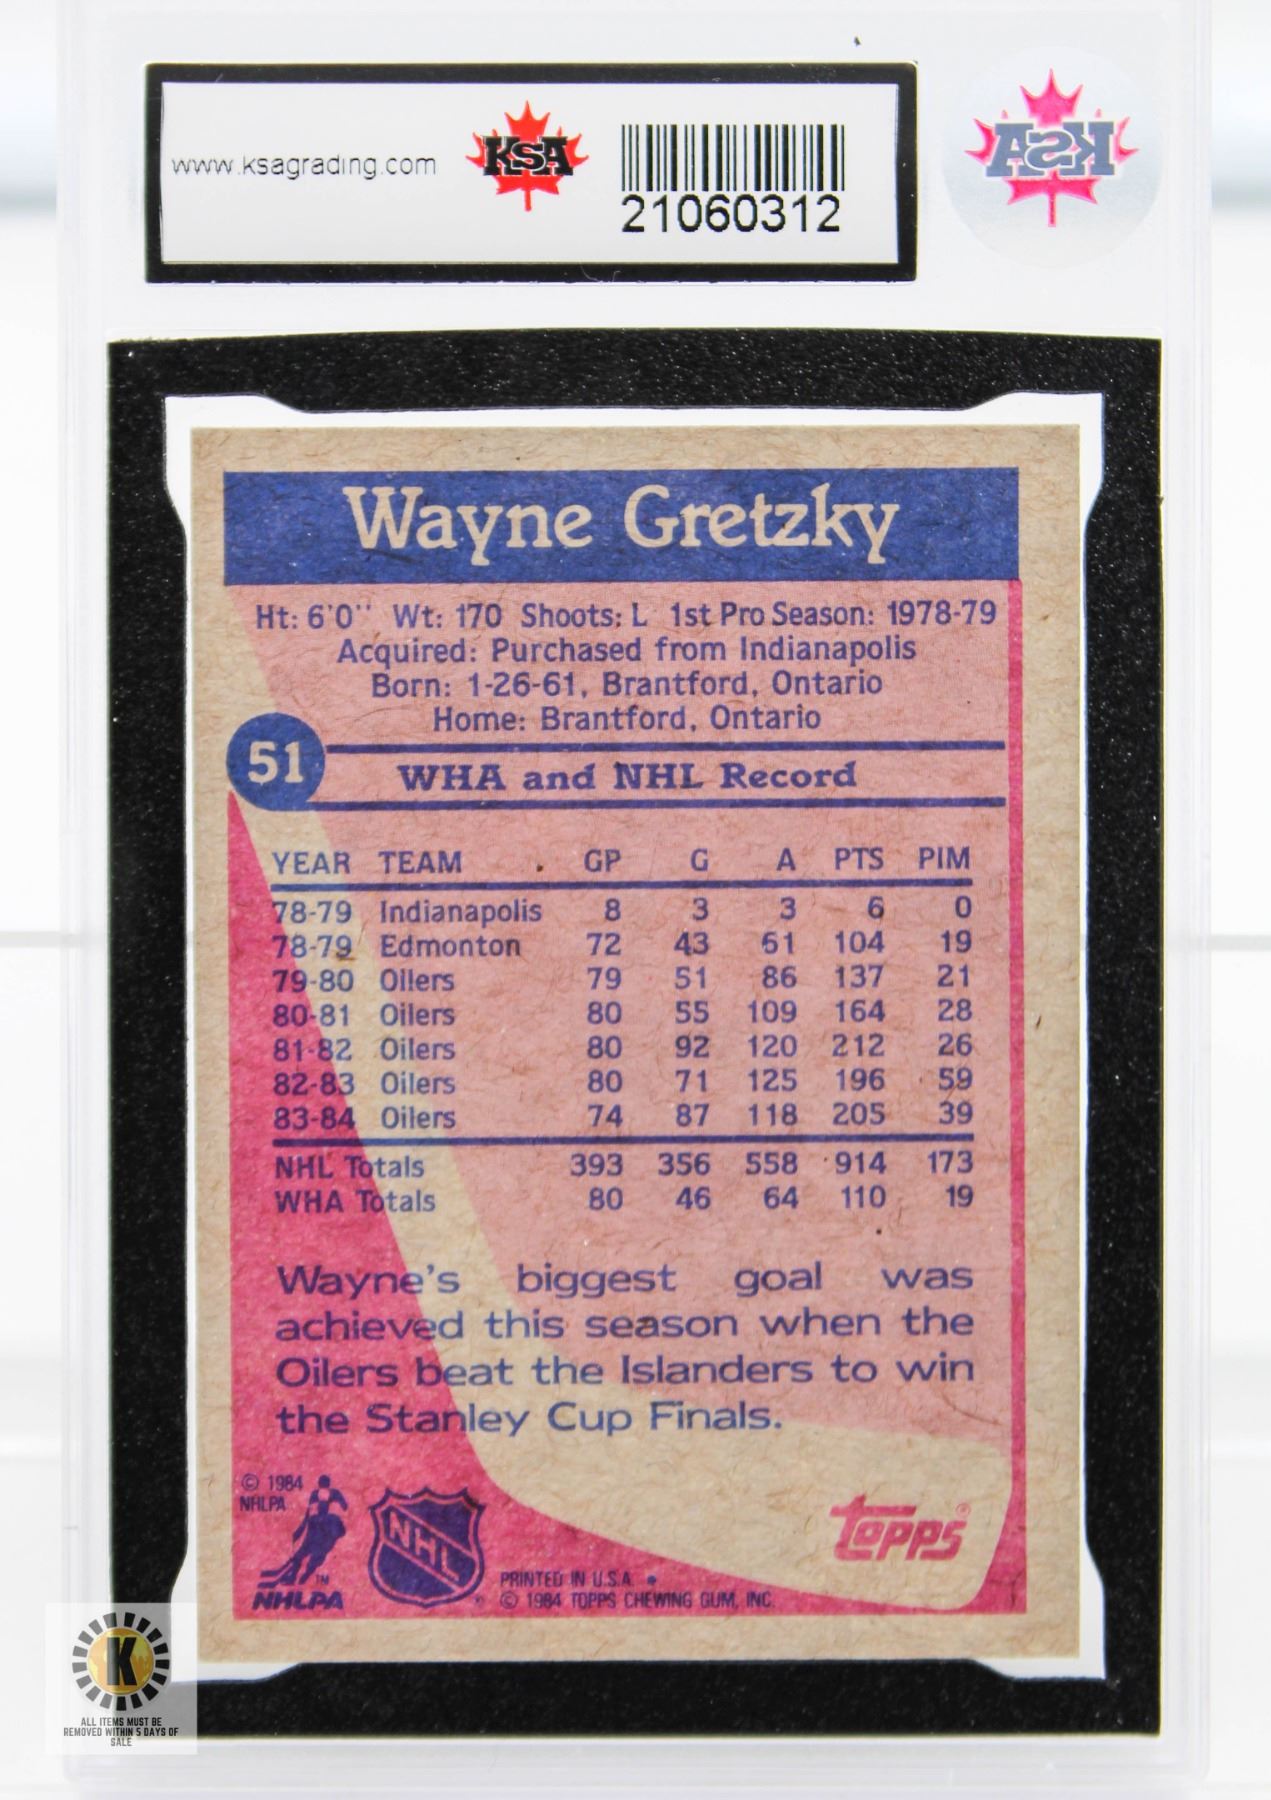 www.ksagrading.com
KSA
21060312
KSA
Wayne Gretzky
Ht: 6'0'' Wt: 170 Shoots: L 1st Pro Season: 1978-79
Acquired: Purchased from Indianapolis
Born: 1-26-61, Brantford, Ontario
Home: Brantford, Ontario
51
WHA and NHL Record
YEAR TEAM GP G A PTS PIM
78-79 Indianapolis 8 3 3 6 0
78-79 Edmonton 72 43 61 104 19
79-80 Oilers 79 51 86 137 21
80-81 Oilers 80 55 109 164 28
81-82 Oilers 80 92 120 212 26
82-83 Oilers 80 71 125 196 59
83-84 Oilers 74 87 118 205 39
NHL Totals 393 356 558 914 173
WHA Totals 80 46 64 110 19
Wayne's biggest goal was
achieved this season when the
Oilers beat the Islanders to win
the Stanley Cup Finals.
© 1984
NHLPA
TM
NHLPA
NHL
topps®
PRINTED IN U.S.A.
© 1984 TOPPS CHEWING GUM, INC.
K
ALL ITEMS MUST BE
REMOVED WITHIN 5 DAYS OF
SALE